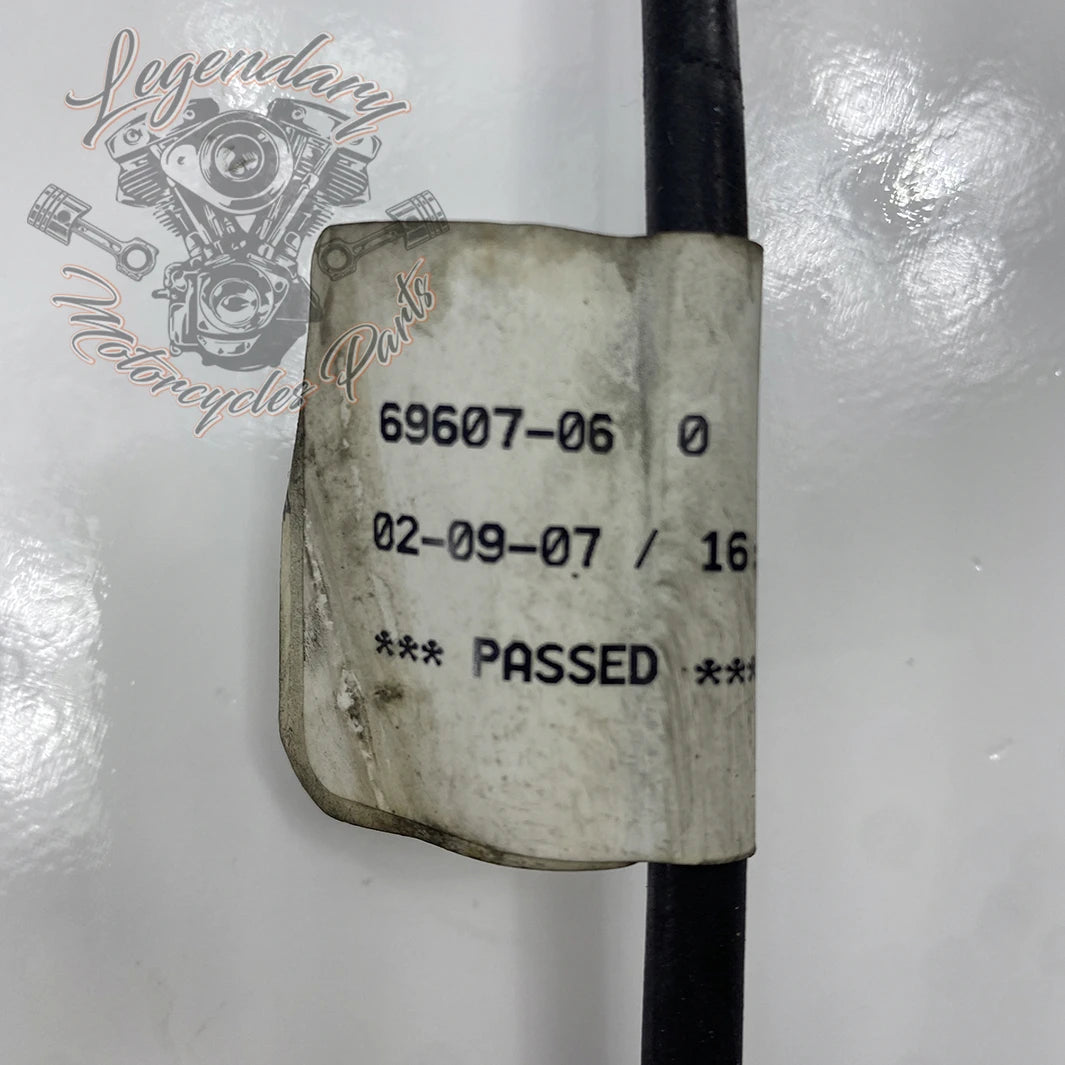 Legendary
Motorcycles Parts
69607-06 0
02-09-07 / 16:
*** PASSED ***